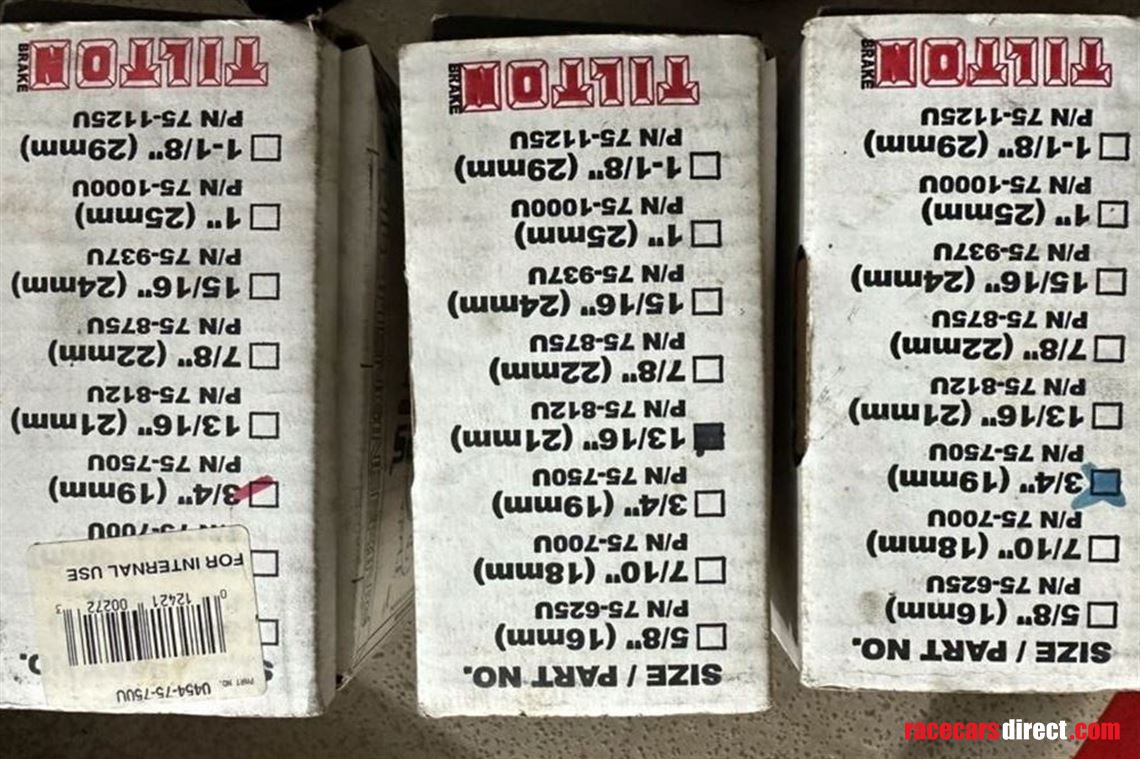 SIZE / PART NO.
5/8" (16mm)
P/N 75-625U
7/10" (18mm)
P/N 75-700U
3/4" (19mm)
P/N 75-750U
13/16" (21mm)
P/N 75-812U
7/8" (22mm)
P/N 75-875U
15/16" (24mm)
P/N 75-937U
1" (25mm)
P/N 75-1000U
1-1/8" (29mm)
P/N 75-1125U
TILTON BRAKE
SIZE / PART NO.
5/8" (16mm)
P/N 75-625U
7/10" (18mm)
P/N 75-700U
3/4" (19mm)
P/N 75-750U
13/16" (21mm)
P/N 75-812U
7/8" (22mm)
P/N 75-875U
15/16" (24mm)
P/N 75-937U
1" (25mm)
P/N 75-1000U
1-1/8" (29mm)
P/N 75-1125U
TILTON BRAKE
NO.
PART NO. U454-75-750U
0 12421 00272 3
FOR INTERNAL USE
3/4" (19mm)
P/N 75-750U
13/16" (21mm)
P/N 75-812U
7/8" (22mm)
P/N 75-875U
15/16" (24mm)
P/N 75-937U
1" (25mm)
P/N 75-1000U
1-1/8" (29mm)
P/N 75-1125U
TILTON BRAKE
racecarsdirect.com